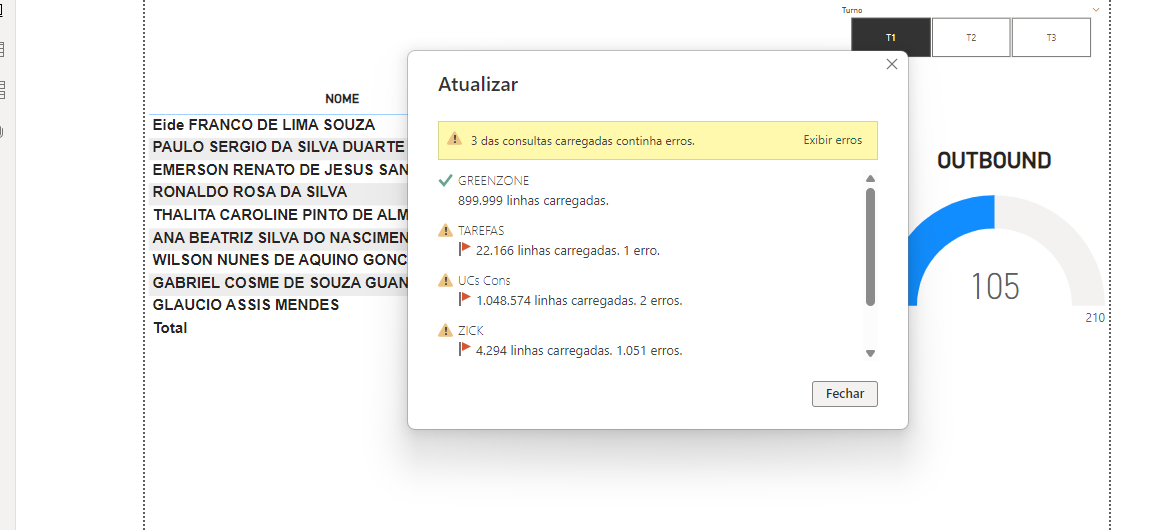 Turno
T1
T2
T3
Atualizar
3 das consultas carregadas continha erros.
Exibir erros
GREENZONE
899.999 linhas carregadas.
TAREFAS
22.166 linhas carregadas. 1 erro.
UCs Cons
1.048.574 linhas carregadas. 2 erros.
ZICK
4.294 linhas carregadas. 1.051 erros.
Fechar
NOME
Eide FRANCO DE LIMA SOUZA
PAULO SERGIO DA SILVA DUARTE
EMERSON RENATO DE JESUS SAN
RONALDO ROSA DA SILVA
THALITA CAROLINE PINTO DE ALM
ANA BEATRIZ SILVA DO NASCIMEN
WILSON NUNES DE AQUINO GONC
GABRIEL COSME DE SOUZA GUAN
GLAUCIO ASSIS MENDES
Total
OUTBOUND
105
210